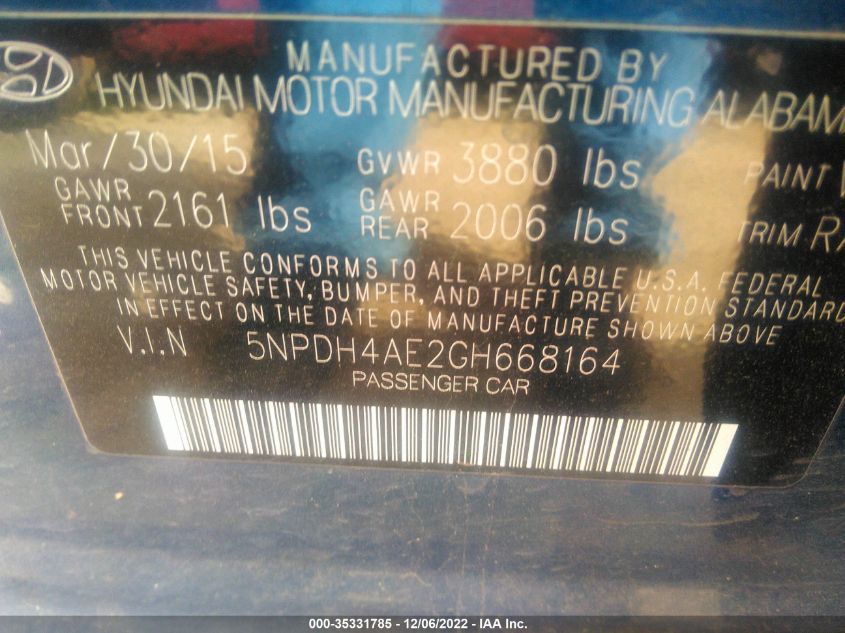 MANUFACTURED BY
HYUNDAI MOTOR MANUFACTURING ALABAM
Mar/30/15 GVWR 3880 lbs PAINT
GAWR FRONT 2161 lbs GAWR REAR 2006 lbs TRIM
THIS VEHICLE CONFORMS TO ALL APPLICABLE U.S.A. FEDERAL
MOTOR VEHICLE SAFETY, BUMPER, AND THEFT PREVENTION STANDARD
IN EFFECT ON THE DATE OF MANUFACTURE SHOWN ABOVE
V.I.N 5NPDH4AE2GH668164
PASSENGER CAR
000-35331785 - 12/06/2022 - IAA Inc.